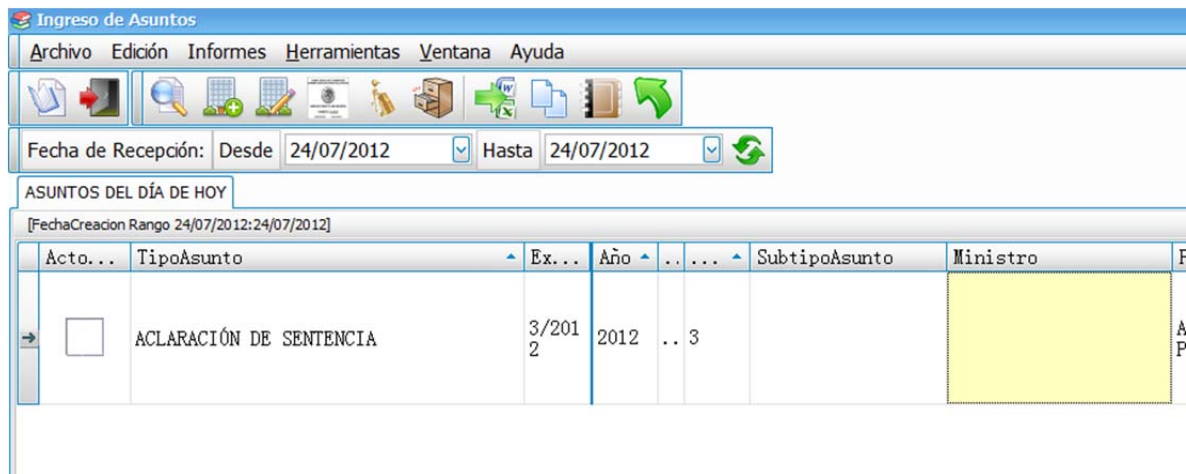 Ingreso de Asuntos
Archivo Edición Informes Herramientas Ventana Ayuda
Fecha de Recepción: Desde 24/07/2012 Hasta 24/07/2012
ASUNTOS DEL DÍA DE HOY
[FechaCreacion Rango 24/07/2012:24/07/2012]
Acto... TipoAsunto Ex... Año .. ... SubtipoAsunto Ministro
ACLARACIÓN DE SENTENCIA 3/201 2012 .. 3
2